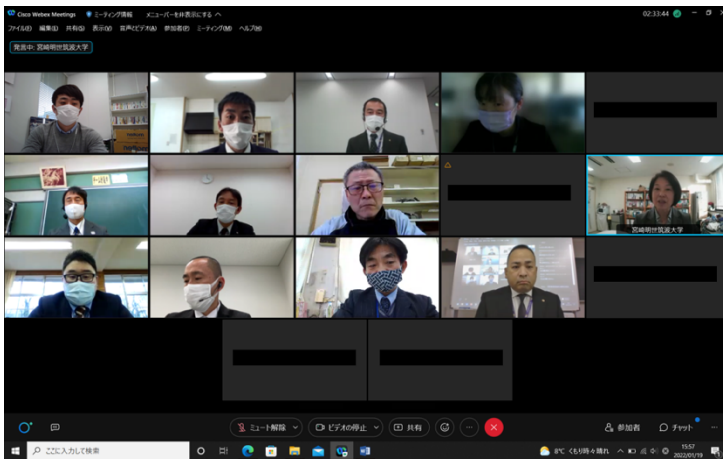 Cisco Webex Meetings ミーティング情報 メニューバーを非表示にする 02:33:44
ファイル(F) 編集(E) 共有(S) 表示(V) 音声とビデオ(A) 参加者(P) ミーティング(M) ヘルプ(H)
発言中: 宮崎明世筑波大学
宮崎明世筑波大学
ミュート解除 ビデオの停止 共有 参加者 チャット
ここに入力して検索 8°C くもり時々晴れ 15:57
2022/01/19